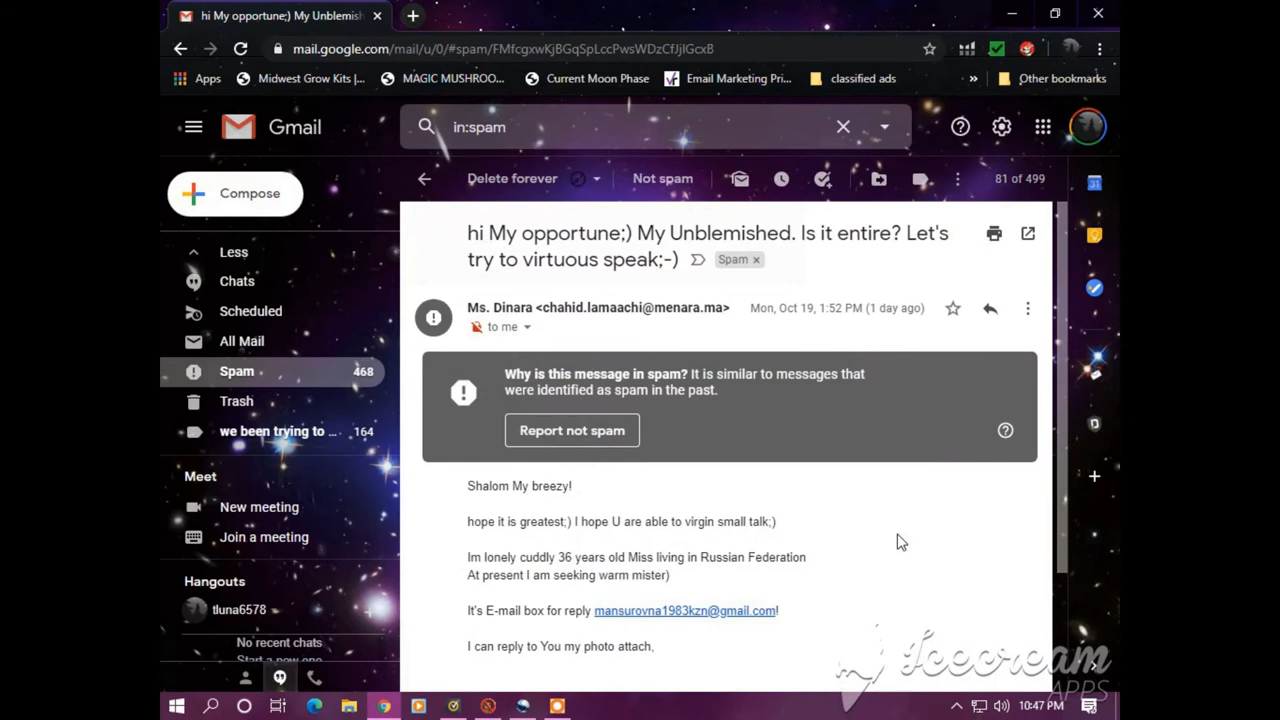 hi My opportune;) My Unblemish
mail.google.com/mail/u/0/#spam/FMfcgxwKjBGqSpLccPwsWDzCfJjlGcxB
Apps
Midwest Grow Kits |...
MAGIC MUSHROO...
Current Moon Phase
Email Marketing Pri...
classified ads
»
Other bookmarks
Gmail
in:spam
Compose
Delete forever
Not spam
81 of 499
Less
Chats
Scheduled
All Mail
Spam 468
Trash
we been trying to ... 164
Meet
New meeting
Join a meeting
Hangouts
tluna6578
No recent chats
Start a new one
hi My opportune;) My Unblemished. Is it entire? Let's
try to virtuous speak;-) Spam x
Ms. Dinara <chahid.lamaachi@menara.ma> Mon, Oct 19, 1:52 PM (1 day ago)
to me
Why is this message in spam? It is similar to messages that
were identified as spam in the past.
Report not spam
Shalom My breezy!
hope it is greatest;) I hope U are able to virgin small talk;)
Im lonely cuddly 36 years old Miss living in Russian Federation
At present I am seeking warm mister)
It's E-mail box for reply mansurovna1983kzn@gmail.com!
I can reply to You my photo attach,
Icecream
APPS
10:47 PM